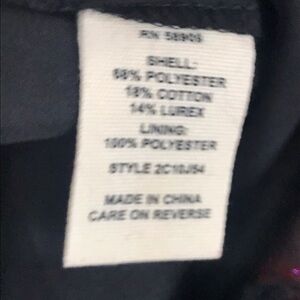 RN 58905
SHELL:
68% POLYESTER
18% COTTON
14% LUREX
LINING:
100% POLYESTER
STYLE 2C10J54
MADE IN CHINA
CARE ON REVERSE